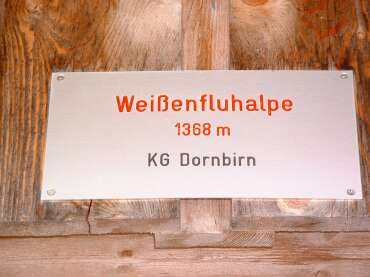 Weißenfluhalpe
1368 m
KG Dornbirn